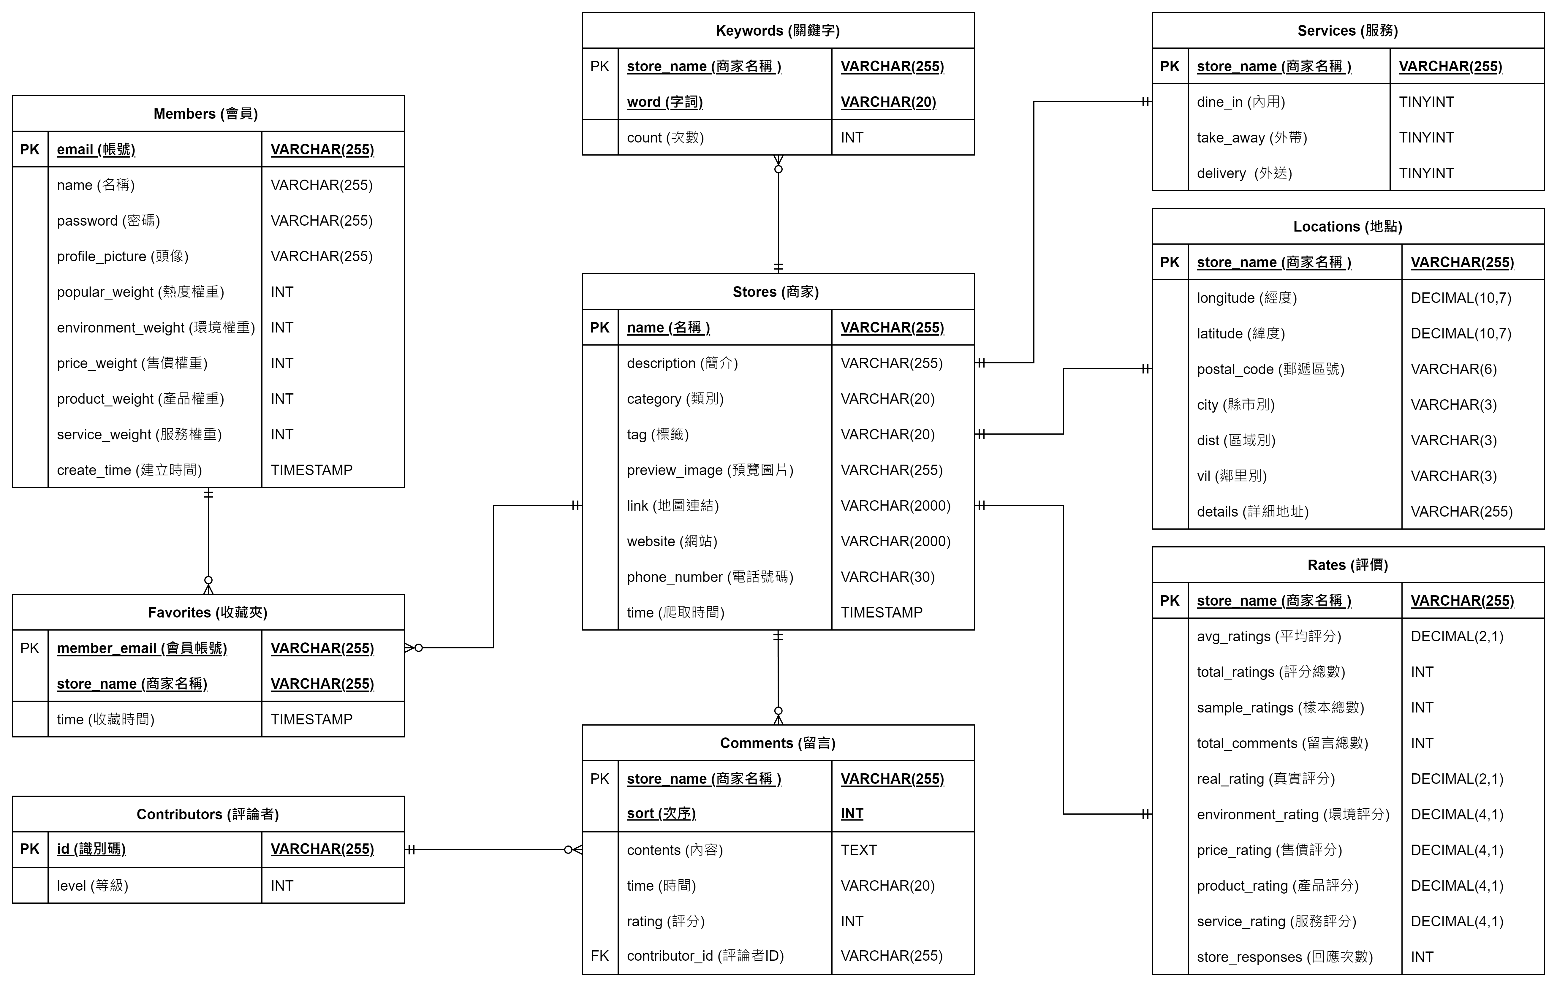 Members (會員)
PK email (帳號) VARCHAR(255)
name (名稱) VARCHAR(255)
password (密碼) VARCHAR(255)
profile_picture (頭像) VARCHAR(255)
popular_weight (熱度權重) INT
environment_weight (環境權重) INT
price_weight (售價權重) INT
product_weight (產品權重) INT
service_weight (服務權重) INT
create_time (建立時間) TIMESTAMP
Favorites (收藏夾)
PK member_email (會員帳號) VARCHAR(255)
store_name (商家名稱) VARCHAR(255)
time (收藏時間) TIMESTAMP
Contributors (評論者)
PK id (識別碼) VARCHAR(255)
level (等級) INT
Keywords (關鍵字)
PK store_name (商家名稱 ) VARCHAR(255)
word (字詞) VARCHAR(20)
count (次數) INT
Stores (商家)
PK name (名稱 ) VARCHAR(255)
description (簡介) VARCHAR(255)
category (類別) VARCHAR(20)
tag (標籤) VARCHAR(20)
preview_image (預覽圖片) VARCHAR(255)
link (地圖連結) VARCHAR(2000)
website (網站) VARCHAR(2000)
phone_number (電話號碼) VARCHAR(30)
time (爬取時間) TIMESTAMP
Comments (留言)
PK store_name (商家名稱 ) VARCHAR(255)
sort (次序) INT
contents (內容) TEXT
time (時間) VARCHAR(20)
rating (評分) INT
FK contributor_id (評論者ID) VARCHAR(255)
Services (服務)
PK store_name (商家名稱 ) VARCHAR(255)
dine_in (內用) TINYINT
take_away (外帶) TINYINT
delivery (外送) TINYINT
Locations (地點)
PK store_name (商家名稱 ) VARCHAR(255)
longitude (經度) DECIMAL(10,7)
latitude (緯度) DECIMAL(10,7)
postal_code (郵遞區號) VARCHAR(6)
city (縣市別) VARCHAR(3)
dist (區域別) VARCHAR(3)
vil (鄰里別) VARCHAR(3)
details (詳細地址) VARCHAR(255)
Rates (評價)
PK store_name (商家名稱 ) VARCHAR(255)
avg_ratings (平均評分) DECIMAL(2,1)
total_ratings (評分總數) INT
sample_ratings (樣本總數) INT
total_comments (留言總數) INT
real_rating (真實評分) DECIMAL(2,1)
environment_rating (環境評分) DECIMAL(4,1)
price_rating (售價評分) DECIMAL(4,1)
product_rating (產品評分) DECIMAL(4,1)
service_rating (服務評分) DECIMAL(4,1)
store_responses (回應次數) INT